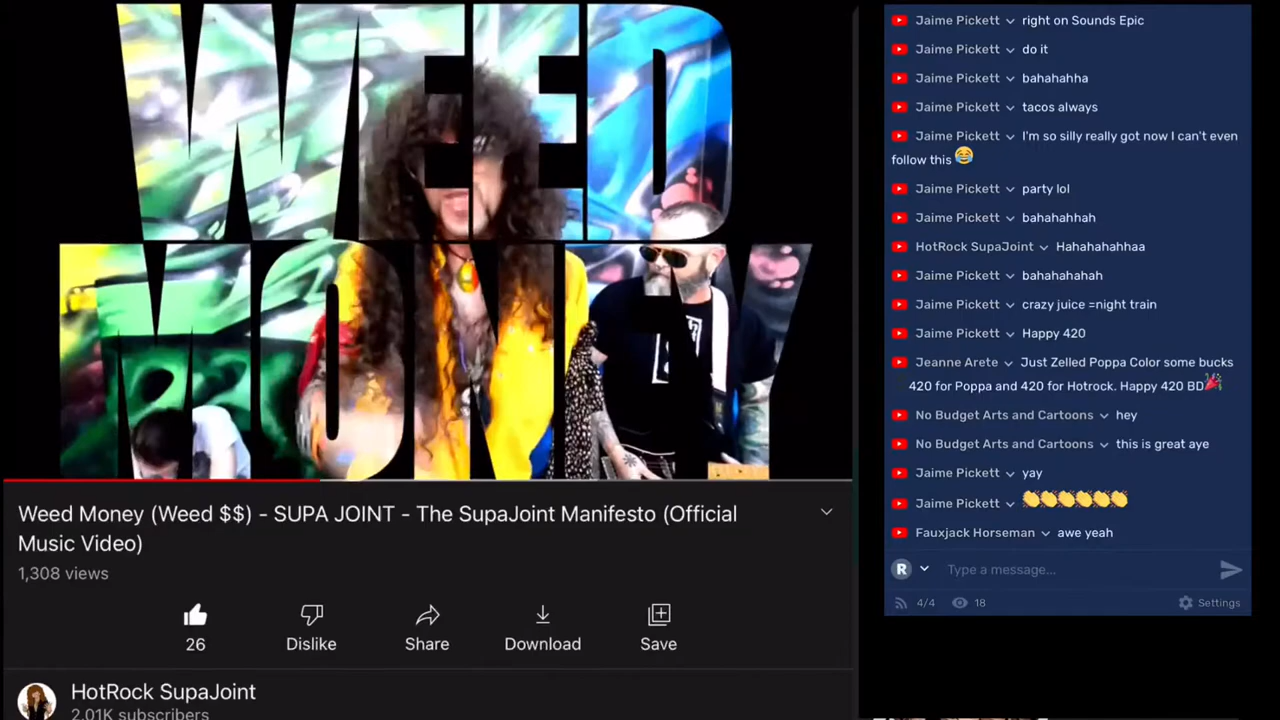 WEED
MONEY
Weed Money (Weed $$) - SUPA JOINT - The SupaJoint Manifesto (Official
Music Video)
1,308 views
26
Dislike
Share
Download
Save
HotRock SupaJoint
2.01K subscribers
Jaime Pickett right on Sounds Epic
Jaime Pickett do it
Jaime Pickett bahahahha
Jaime Pickett tacos always
Jaime Pickett I'm so silly really got now I can't even
follow this 😂
Jaime Pickett party lol
Jaime Pickett bahahahhah
HotRock SupaJoint Hahahahahhaa
Jaime Pickett bahahahahah
Jaime Pickett crazy juice =night train
Jaime Pickett Happy 420
Jeanne Arete Just Zelled Poppa Color some bucks
420 for Poppa and 420 for Hotrock. Happy 420 BD🎉
No Budget Arts and Cartoons hey
No Budget Arts and Cartoons this is great aye
Jaime Pickett yay
Jaime Pickett 👏👏👏👏👏👏
Fauxjack Horseman awe yeah
R Type a message...
4/4 18 Settings